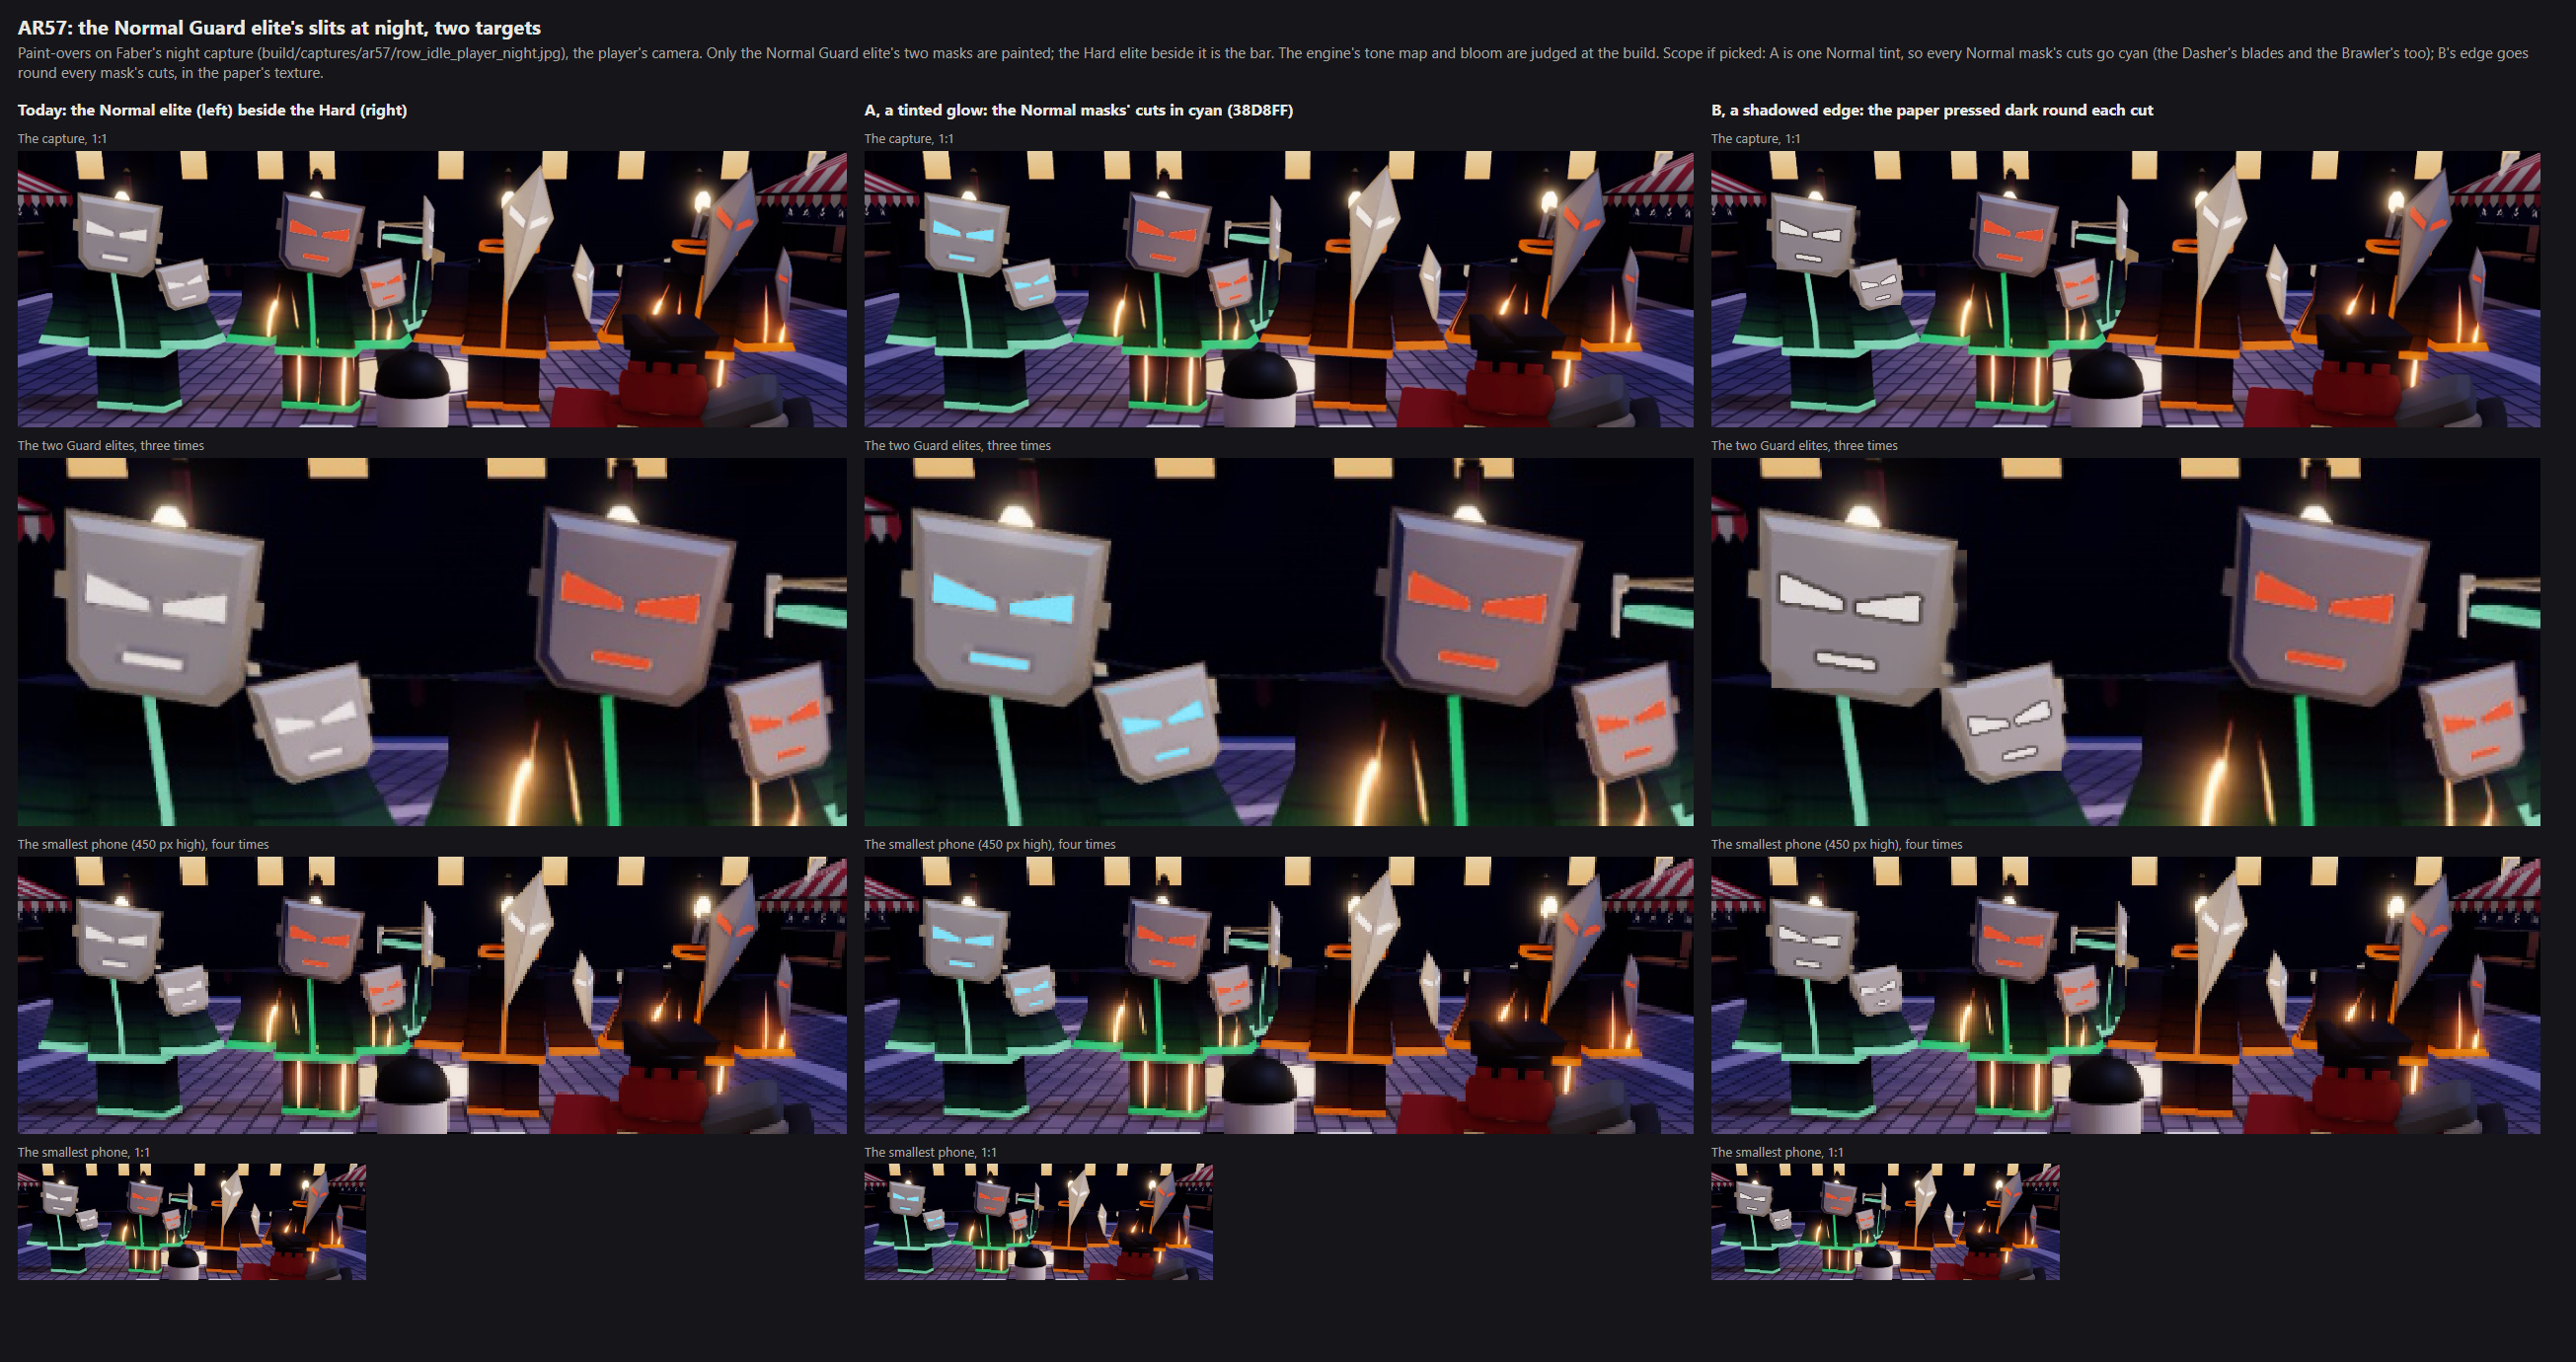 AR57: the Normal Guard elite's slits at night, two targets
Paint-overs on Faber's night capture (build/captures/ar57/row_idle_player_night.jpg), the player's camera. Only the Normal Guard elite's two masks are painted; the Hard elite beside it is the bar. The engine's tone map and bloom are judged at the build. Scope if picked: A is one Normal tint, so every Normal mask's cuts go cyan (the Dasher's blades and the Brawler's too); B's edge goes
round every mask's cuts, in the paper's texture.
Today: the Normal elite (left) beside the Hard (right)
The capture, 1:1
The two Guard elites, three times
The smallest phone (450 px high), four times
The smallest phone, 1:1
A, a tinted glow: the Normal masks' cuts in cyan (38D8FF)
The capture, 1:1
The two Guard elites, three times
The smallest phone (450 px high), four times
The smallest phone, 1:1
B, a shadowed edge: the paper pressed dark round each cut
The capture, 1:1
The two Guard elites, three times
The smallest phone (450 px high), four times
The smallest phone, 1:1